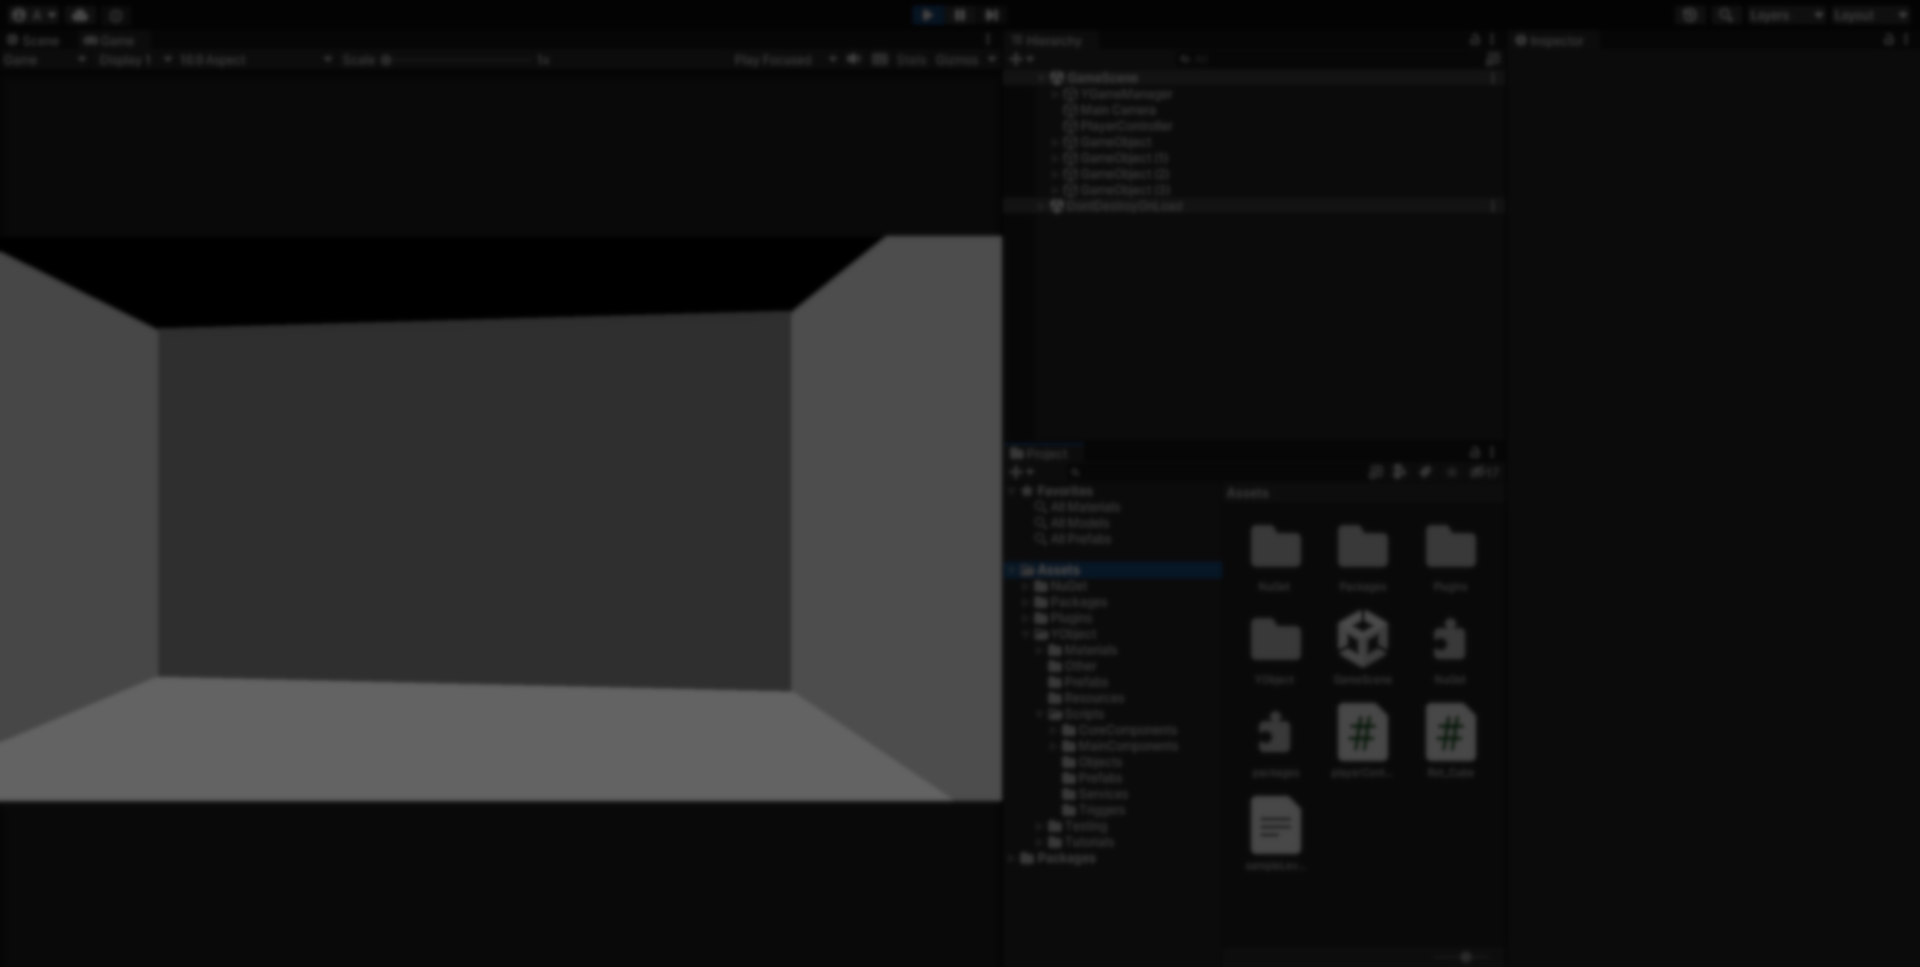 A
Layers
Layout
Scene
Game
Hierarchy
Inspector
Game
Display 1
16:9 Aspect
Scale
1x
Play Focused
Stats
Gizmos
GameScene
YGameManager
Main Camera
PlayerController
GameObject
GameObject (1)
GameObject (2)
GameObject (3)
DontDestroyOnLoad
Project
Favorites
All Materials
All Models
All Prefabs
Assets
NuGet
Packages
Plugins
YObject
Materials
Other
Prefabs
Resources
Scripts
CoreComponents
MainComponents
Objects
Prefabs
Services
Triggers
Testing
Tutorials
Packages
Assets
NuGet
Packages
Plugins
YObject
GameScene
NuGet
packages
playerCont...